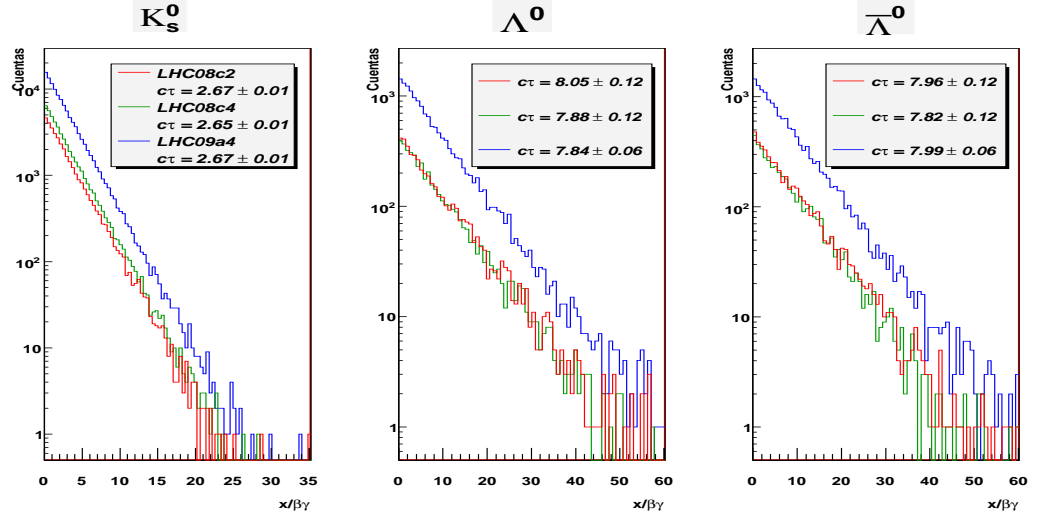 K⁰ₛ
Cuentas
10⁴
10³
10²
10
1
LHC08c2
cτ = 2.67 ± 0.01
LHC08c4
cτ = 2.65 ± 0.01
LHC09a4
cτ = 2.67 ± 0.01
0 5 10 15 20 25 30 35
x/βγ
Λ⁰
Cuentas
10³
10²
10
1
cτ = 8.05 ± 0.12
cτ = 7.88 ± 0.12
cτ = 7.84 ± 0.06
0 10 20 30 40 50 60
x/βγ
Λ̅⁰
Cuentas
10³
10²
10
1
cτ = 7.96 ± 0.12
cτ = 7.82 ± 0.12
cτ = 7.99 ± 0.06
0 10 20 30 40 50 60
x/βγ